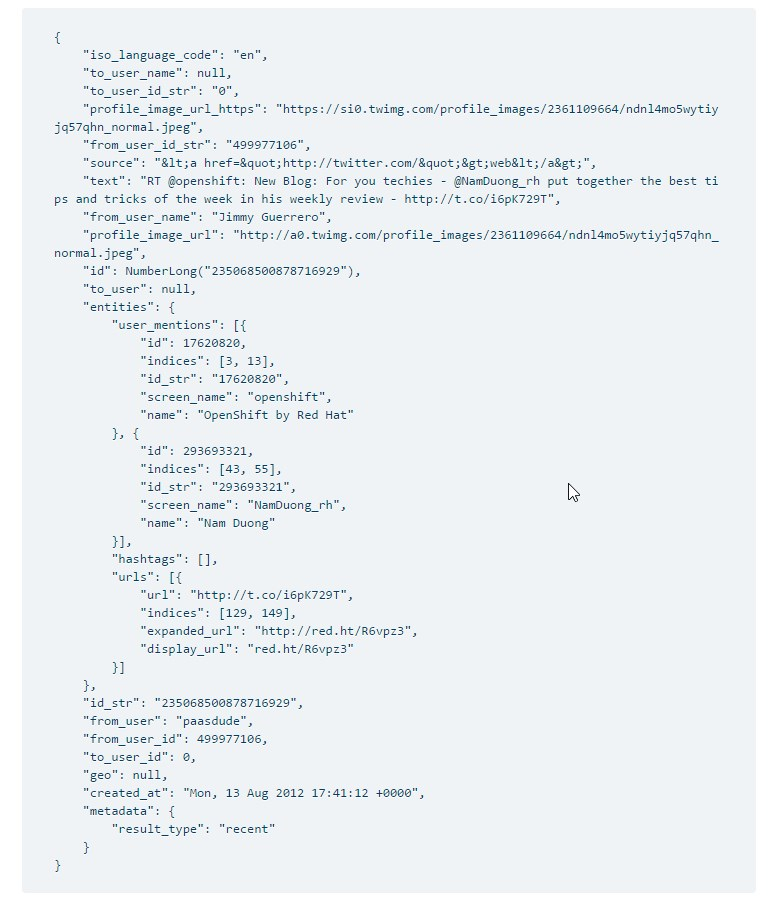 {
    "iso_language_code": "en",
    "to_user_name": null,
    "to_user_id_str": "0",
    "profile_image_url_https": "https://si0.twimg.com/profile_images/2361109664/ndnl4mo5wytiy
jq57qhn_normal.jpeg",
    "from_user_id_str": "499977106",
    "source": "&lt;a href=&quot;http://twitter.com/&quot;&gt;web&lt;/a&gt;",
    "text": "RT @openshift: New Blog: For you techies - @NamDuong_rh put together the best ti
ps and tricks of the week in his weekly review - http://t.co/i6pK729T",
    "from_user_name": "Jimmy Guerrero",
    "profile_image_url": "http://a0.twimg.com/profile_images/2361109664/ndnl4mo5wytiyjq57qhn_
normal.jpeg",
    "id": NumberLong("235068500878716929"),
    "to_user": null,
    "entities": {
        "user_mentions": [{
            "id": 17620820,
            "indices": [3, 13],
            "id_str": "17620820",
            "screen_name": "openshift",
            "name": "OpenShift by Red Hat"
        }, {
            "id": 293693321,
            "indices": [43, 55],
            "id_str": "293693321",
            "screen_name": "NamDuong_rh",
            "name": "Nam Duong"
        }],
        "hashtags": [],
        "urls": [{
            "url": "http://t.co/i6pK729T",
            "indices": [129, 149],
            "expanded_url": "http://red.ht/R6vpz3",
            "display_url": "red.ht/R6vpz3"
        }]
    },
    "id_str": "235068500878716929",
    "from_user": "paasdude",
    "from_user_id": 499977106,
    "to_user_id": 0,
    "geo": null,
    "created_at": "Mon, 13 Aug 2012 17:41:12 +0000",
    "metadata": {
        "result_type": "recent"
    }
}